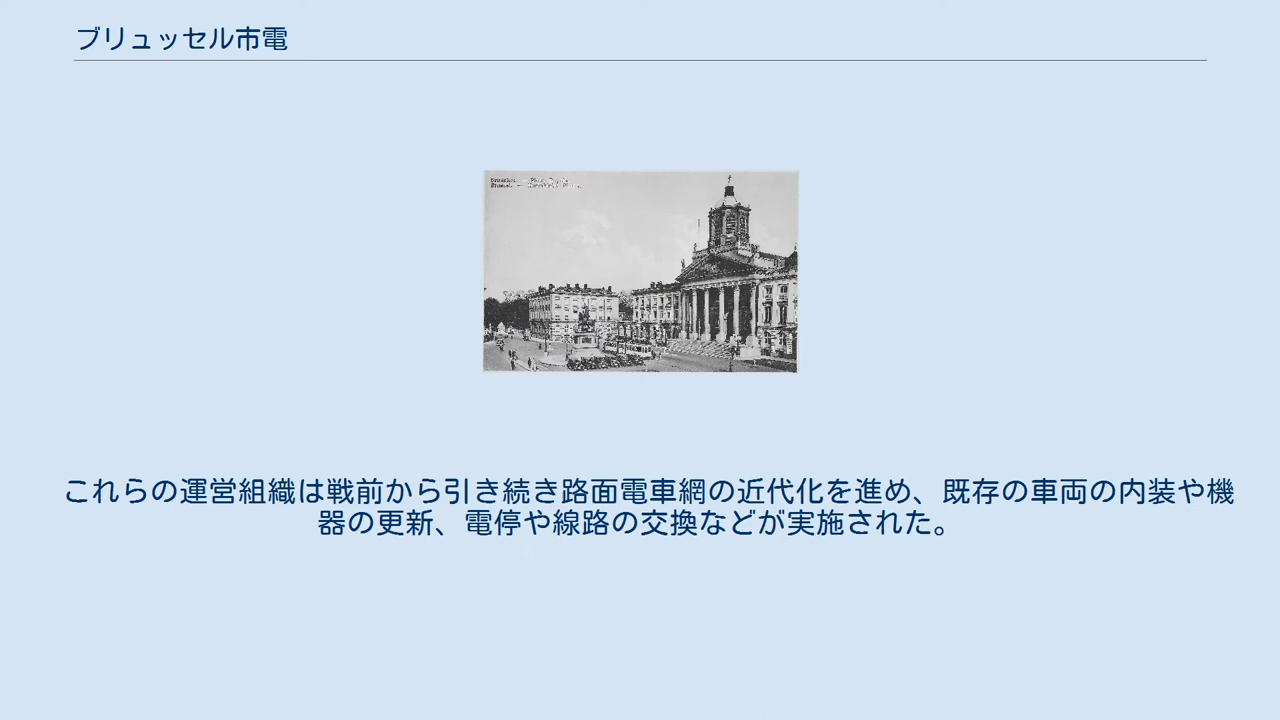 ブリュッセル市電
これらの運営組織は戦前から引き続き路面電車網の近代化を進め、既存の車両の内装や機
器の更新、電停や線路の交換などが実施された。